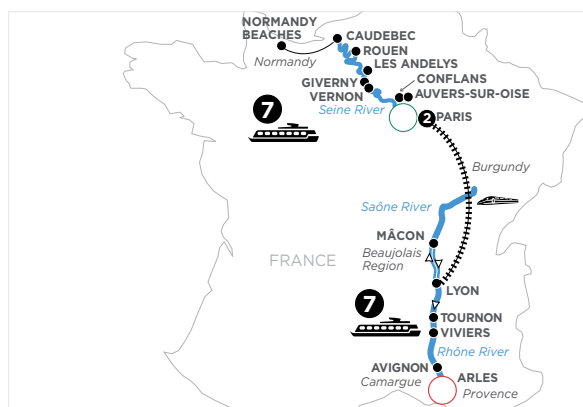 NORMANDY
BEACHES
CAUDEBEC
ROUEN
Normandy
LES ANDELYS
CONFLANS
GIVERNY
AUVERS-SUR-OISE
VERNON
Seine River
7
2
PARIS
Burgundy
Saône River
MÂCON
Beaujolais
Region
FRANCE
LYON
7
TOURNON
VIVIERS
Rhône River
AVIGNON
ARLES
Camargue
Provence